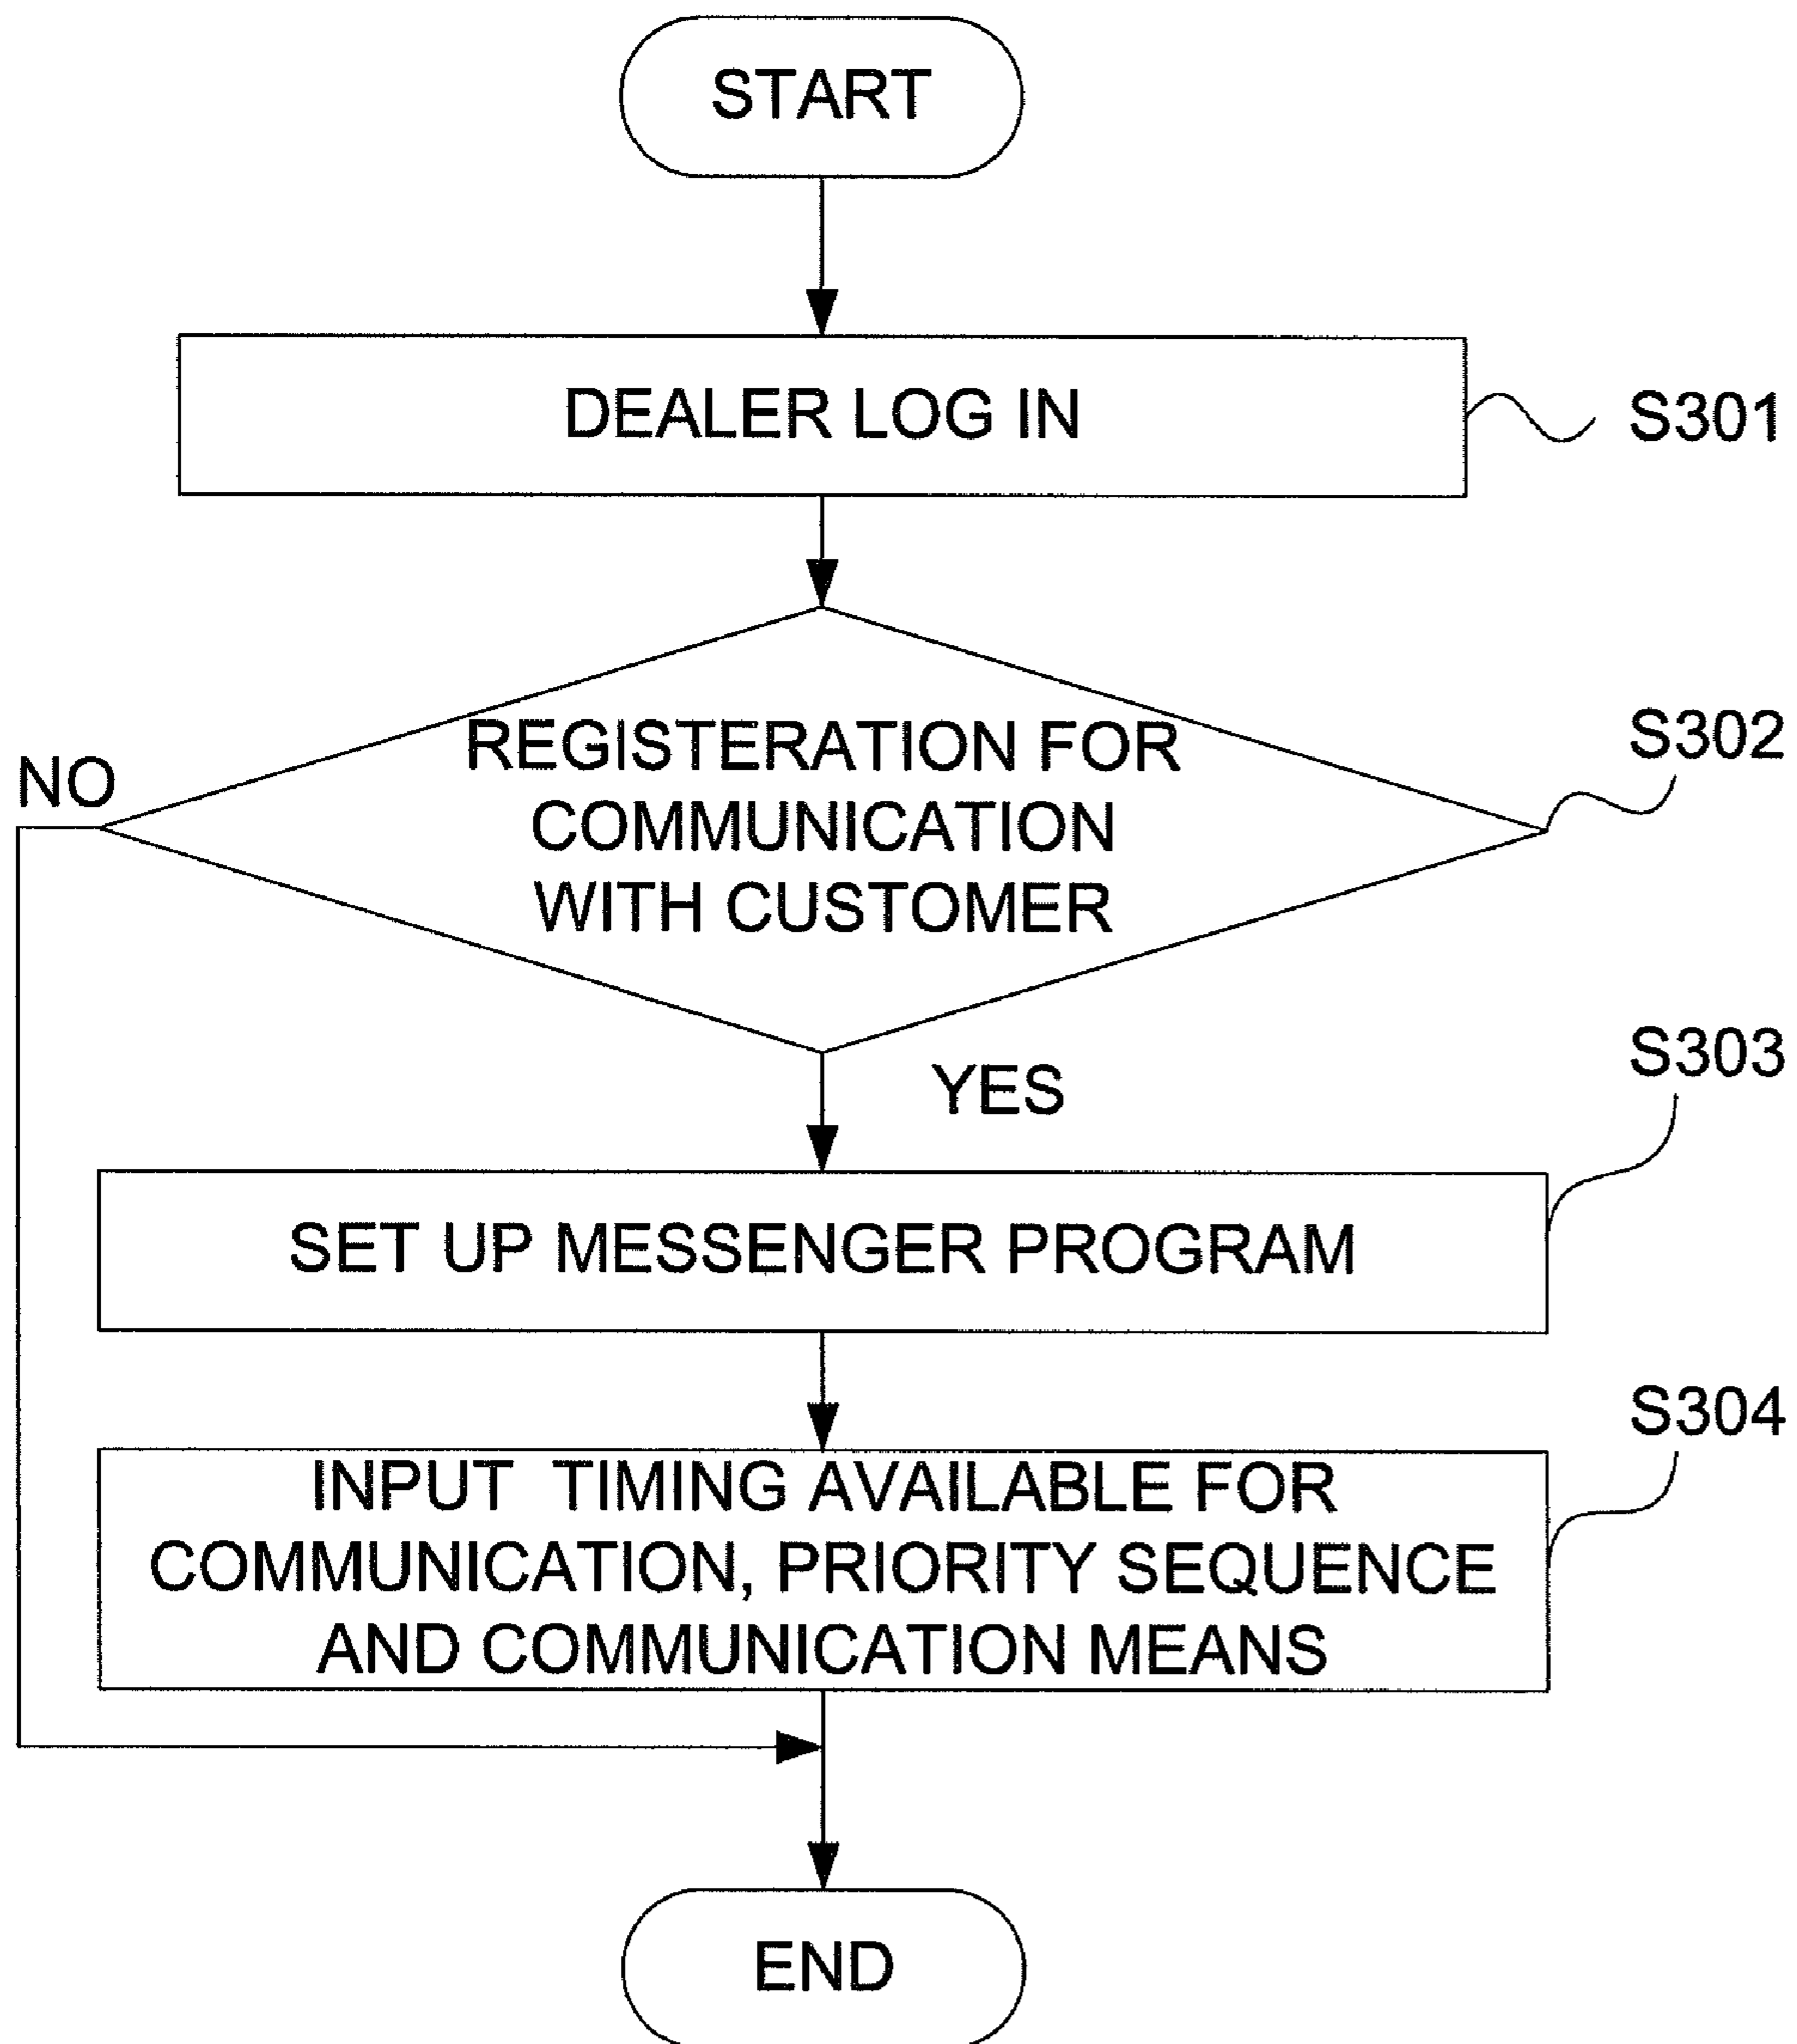 START
DEALER LOG IN
S301
REGISTERATION FOR
COMMUNICATION
WITH CUSTOMER
S302
NO
YES
S303
SET UP MESSENGER PROGRAM
S304
INPUT TIMING AVAILABLE FOR
COMMUNICATION, PRIORITY SEQUENCE
AND COMMUNICATION MEANS
END